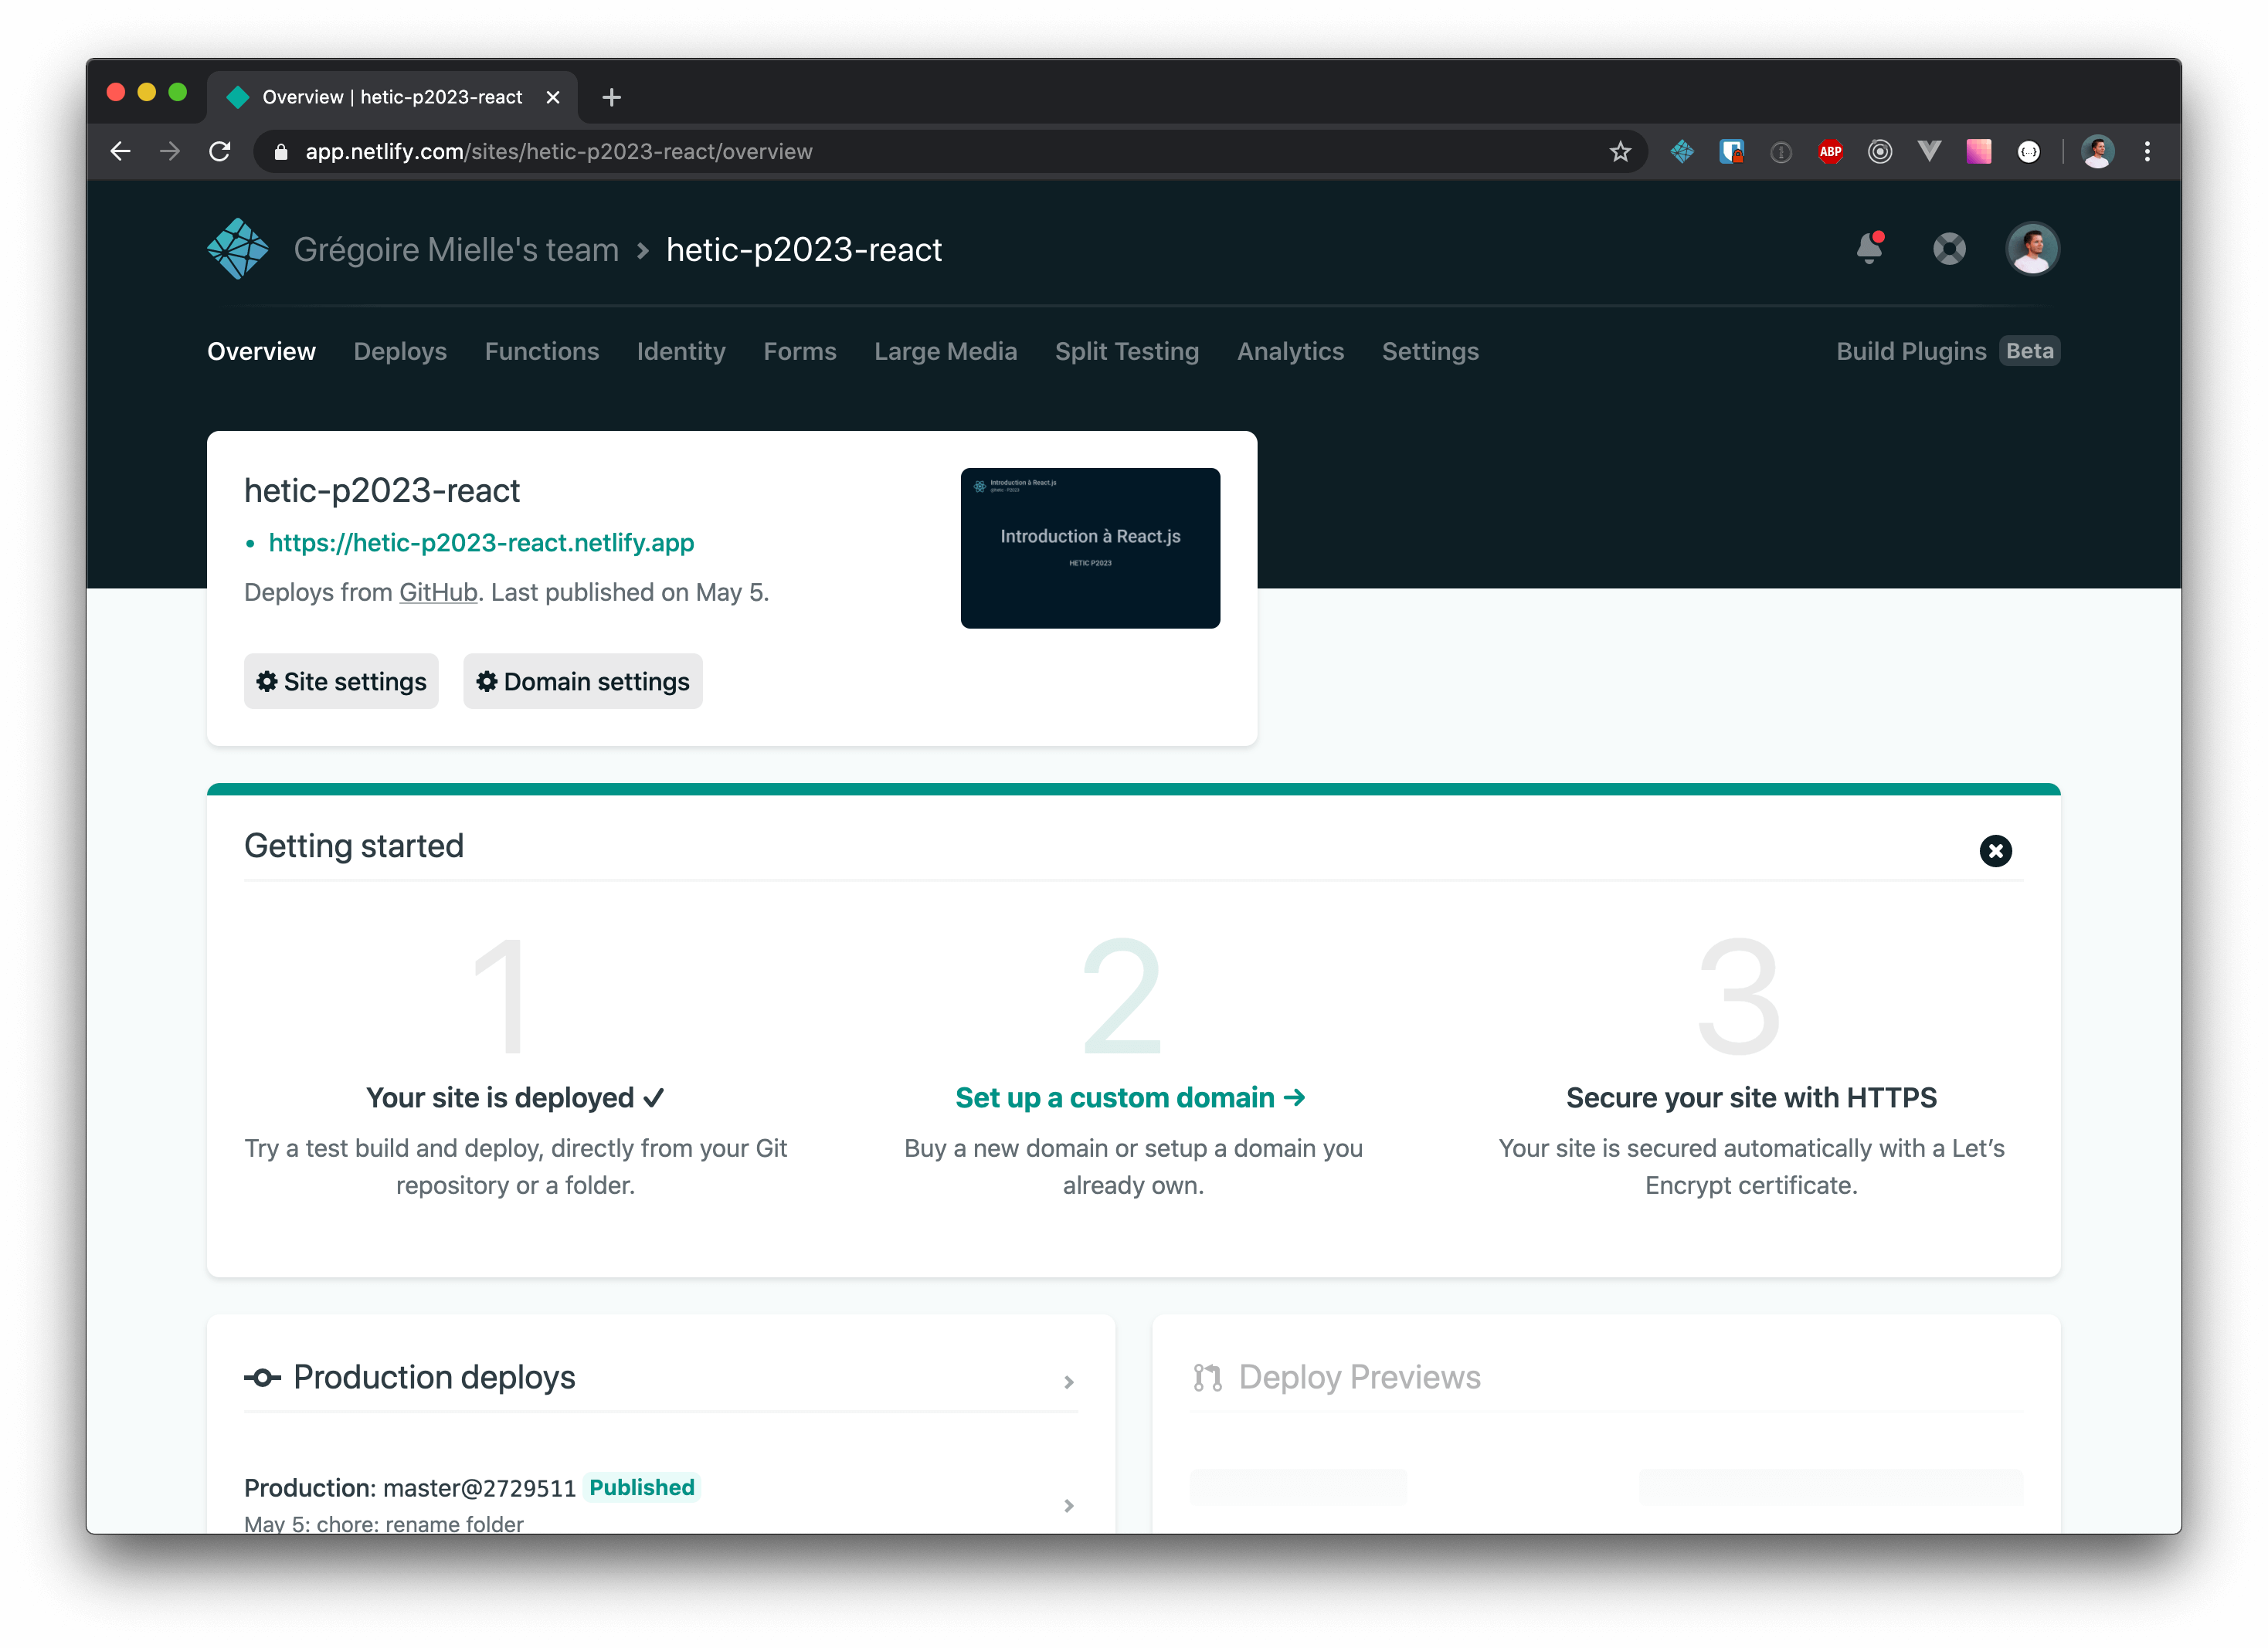 Overview | hetic-p2023-react
app.netlify.com/sites/hetic-p2023-react/overview
ABP
Grégoire Mielle's team > hetic-p2023-react
Overview Deploys Functions Identity Forms Large Media Split Testing Analytics Settings Build Plugins Beta
hetic-p2023-react
• https://hetic-p2023-react.netlify.app
Deploys from GitHub. Last published on May 5.
Introduction à React.js
Introduction à React.js
HETIC P2023
Site settings Domain settings
Getting started
1
Your site is deployed ✓
Try a test build and deploy, directly from your Git
repository or a folder.
2
Set up a custom domain →
Buy a new domain or setup a domain you
already own.
3
Secure your site with HTTPS
Your site is secured automatically with a Let’s
Encrypt certificate.
Production deploys
Production: master@2729511 Published
May 5: chore: rename folder
Deploy Previews